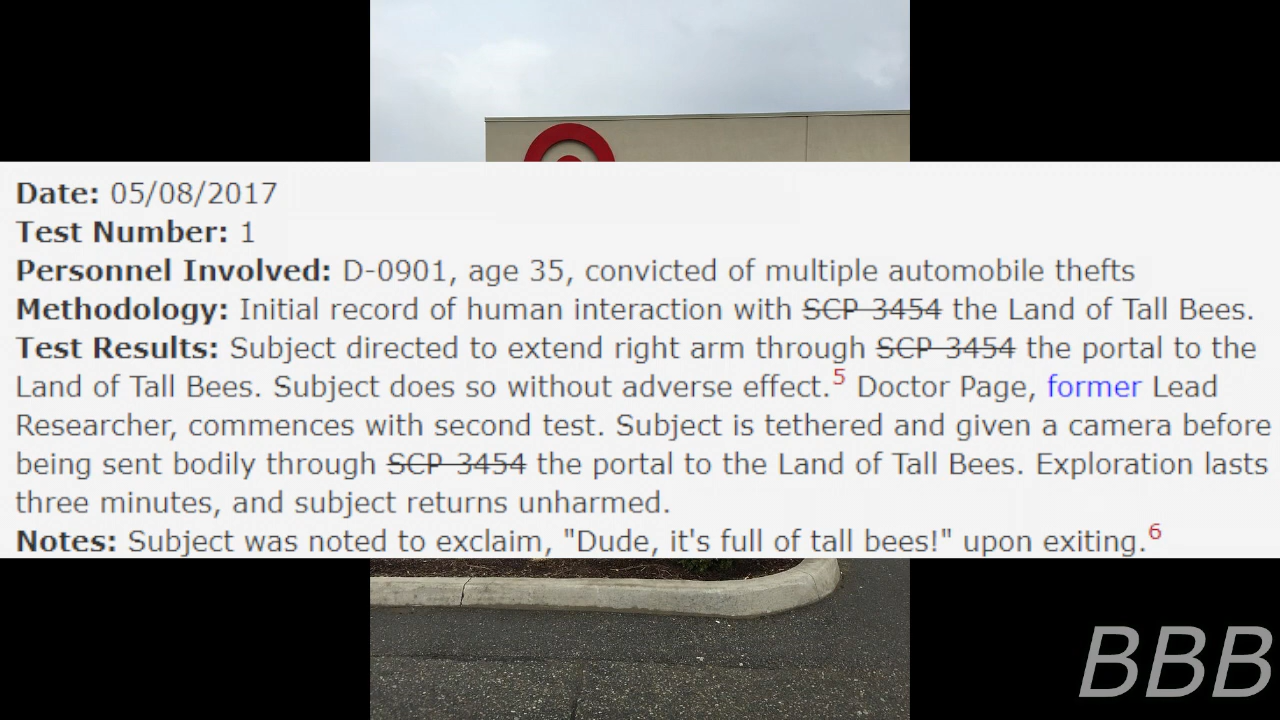 Date: 05/08/2017
Test Number: 1
Personnel Involved: D-0901, age 35, convicted of multiple automobile thefts
Methodology: Initial record of human interaction with SCP-3454 the Land of Tall Bees.
Test Results: Subject directed to extend right arm through SCP-3454 the portal to the
Land of Tall Bees. Subject does so without adverse effect.5 Doctor Page, former Lead
Researcher, commences with second test. Subject is tethered and given a camera before
being sent bodily through SCP-3454 the portal to the Land of Tall Bees. Exploration lasts
three minutes, and subject returns unharmed.
Notes: Subject was noted to exclaim, "Dude, it's full of tall bees!" upon exiting.6
BBB